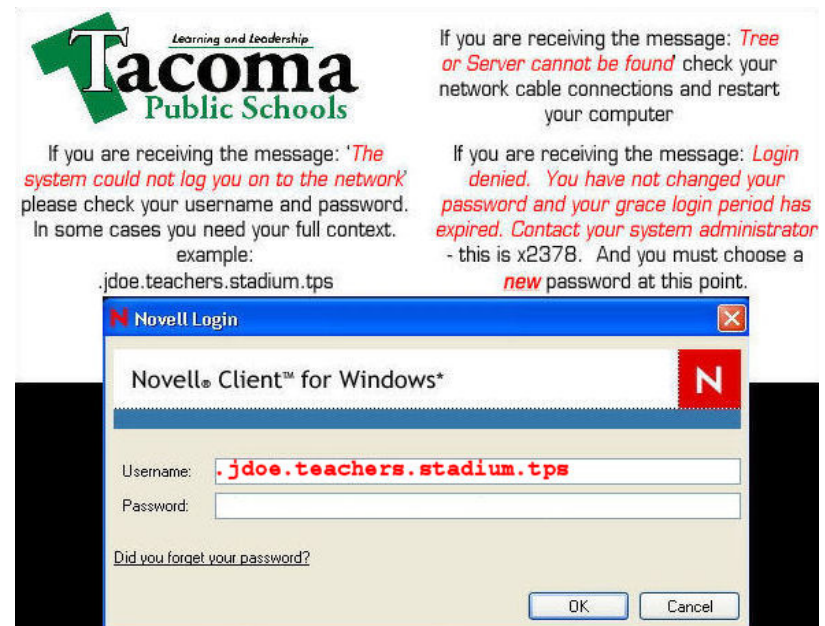 Learning and Leadership
Tacoma
Public Schools
If you are receiving the message: 'The
system could not log you on to the network'
please check your username and password.
In some cases you need your full context.
example:
.jdoe.teachers.stadium.tps
If you are receiving the message: Tree
or Server cannot be found' check your
network cable connections and restart
your computer
If you are receiving the message: Login
denied. You have not changed your
password and your grace login period has
expired. Contact your system administrator
- this is x2378. And you must choose a
new password at this point.
N Novell Login
Novell® Client™ for Windows*
N
Username: .jdoe.teachers.stadium.tps
Password:
Did you forget your password?
OK Cancel